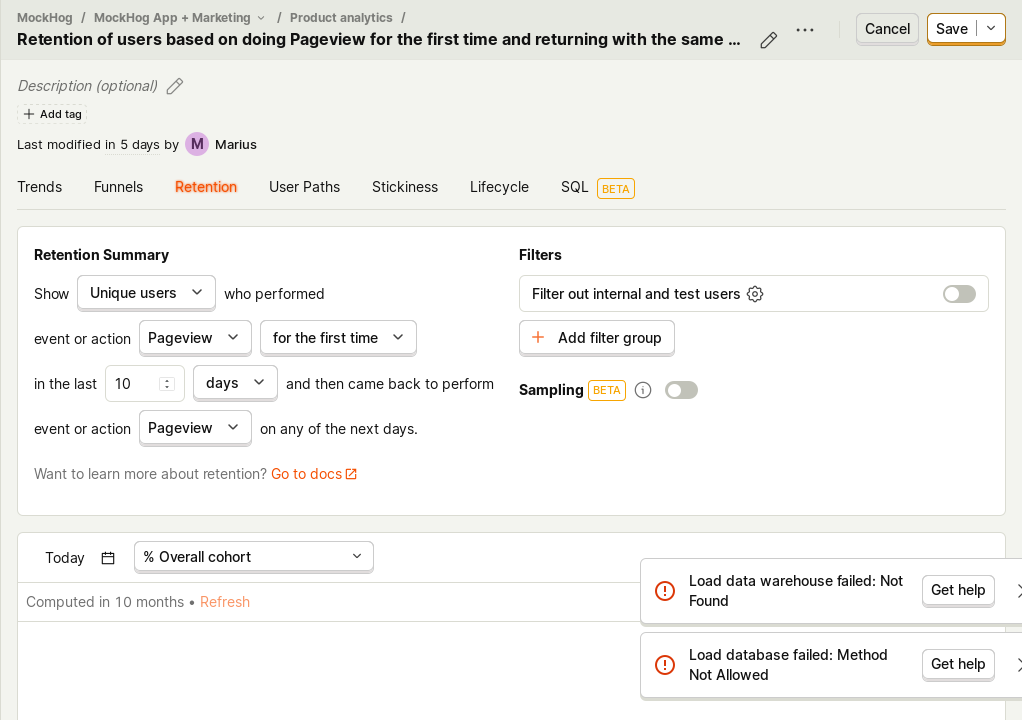 MockHog / MockHog App + Marketing / Product analytics /
Retention of users based on doing Pageview for the first time and returning with the same ...
Cancel
Save
Description (optional)
+ Add tag
Last modified in 5 days by M Marius
Trends Funnels Retention User Paths Stickiness Lifecycle SQL BETA
Retention Summary
Show Unique users who performed
event or action Pageview for the first time
in the last 10 days and then came back to perform
event or action Pageview on any of the next days.
Want to learn more about retention? Go to docs
Filters
Filter out internal and test users
+ Add filter group
Sampling BETA
Today % Overall cohort
Computed in 10 months • Refresh
Load data warehouse failed: Not
Found
Get help
Load database failed: Method
Not Allowed
Get help